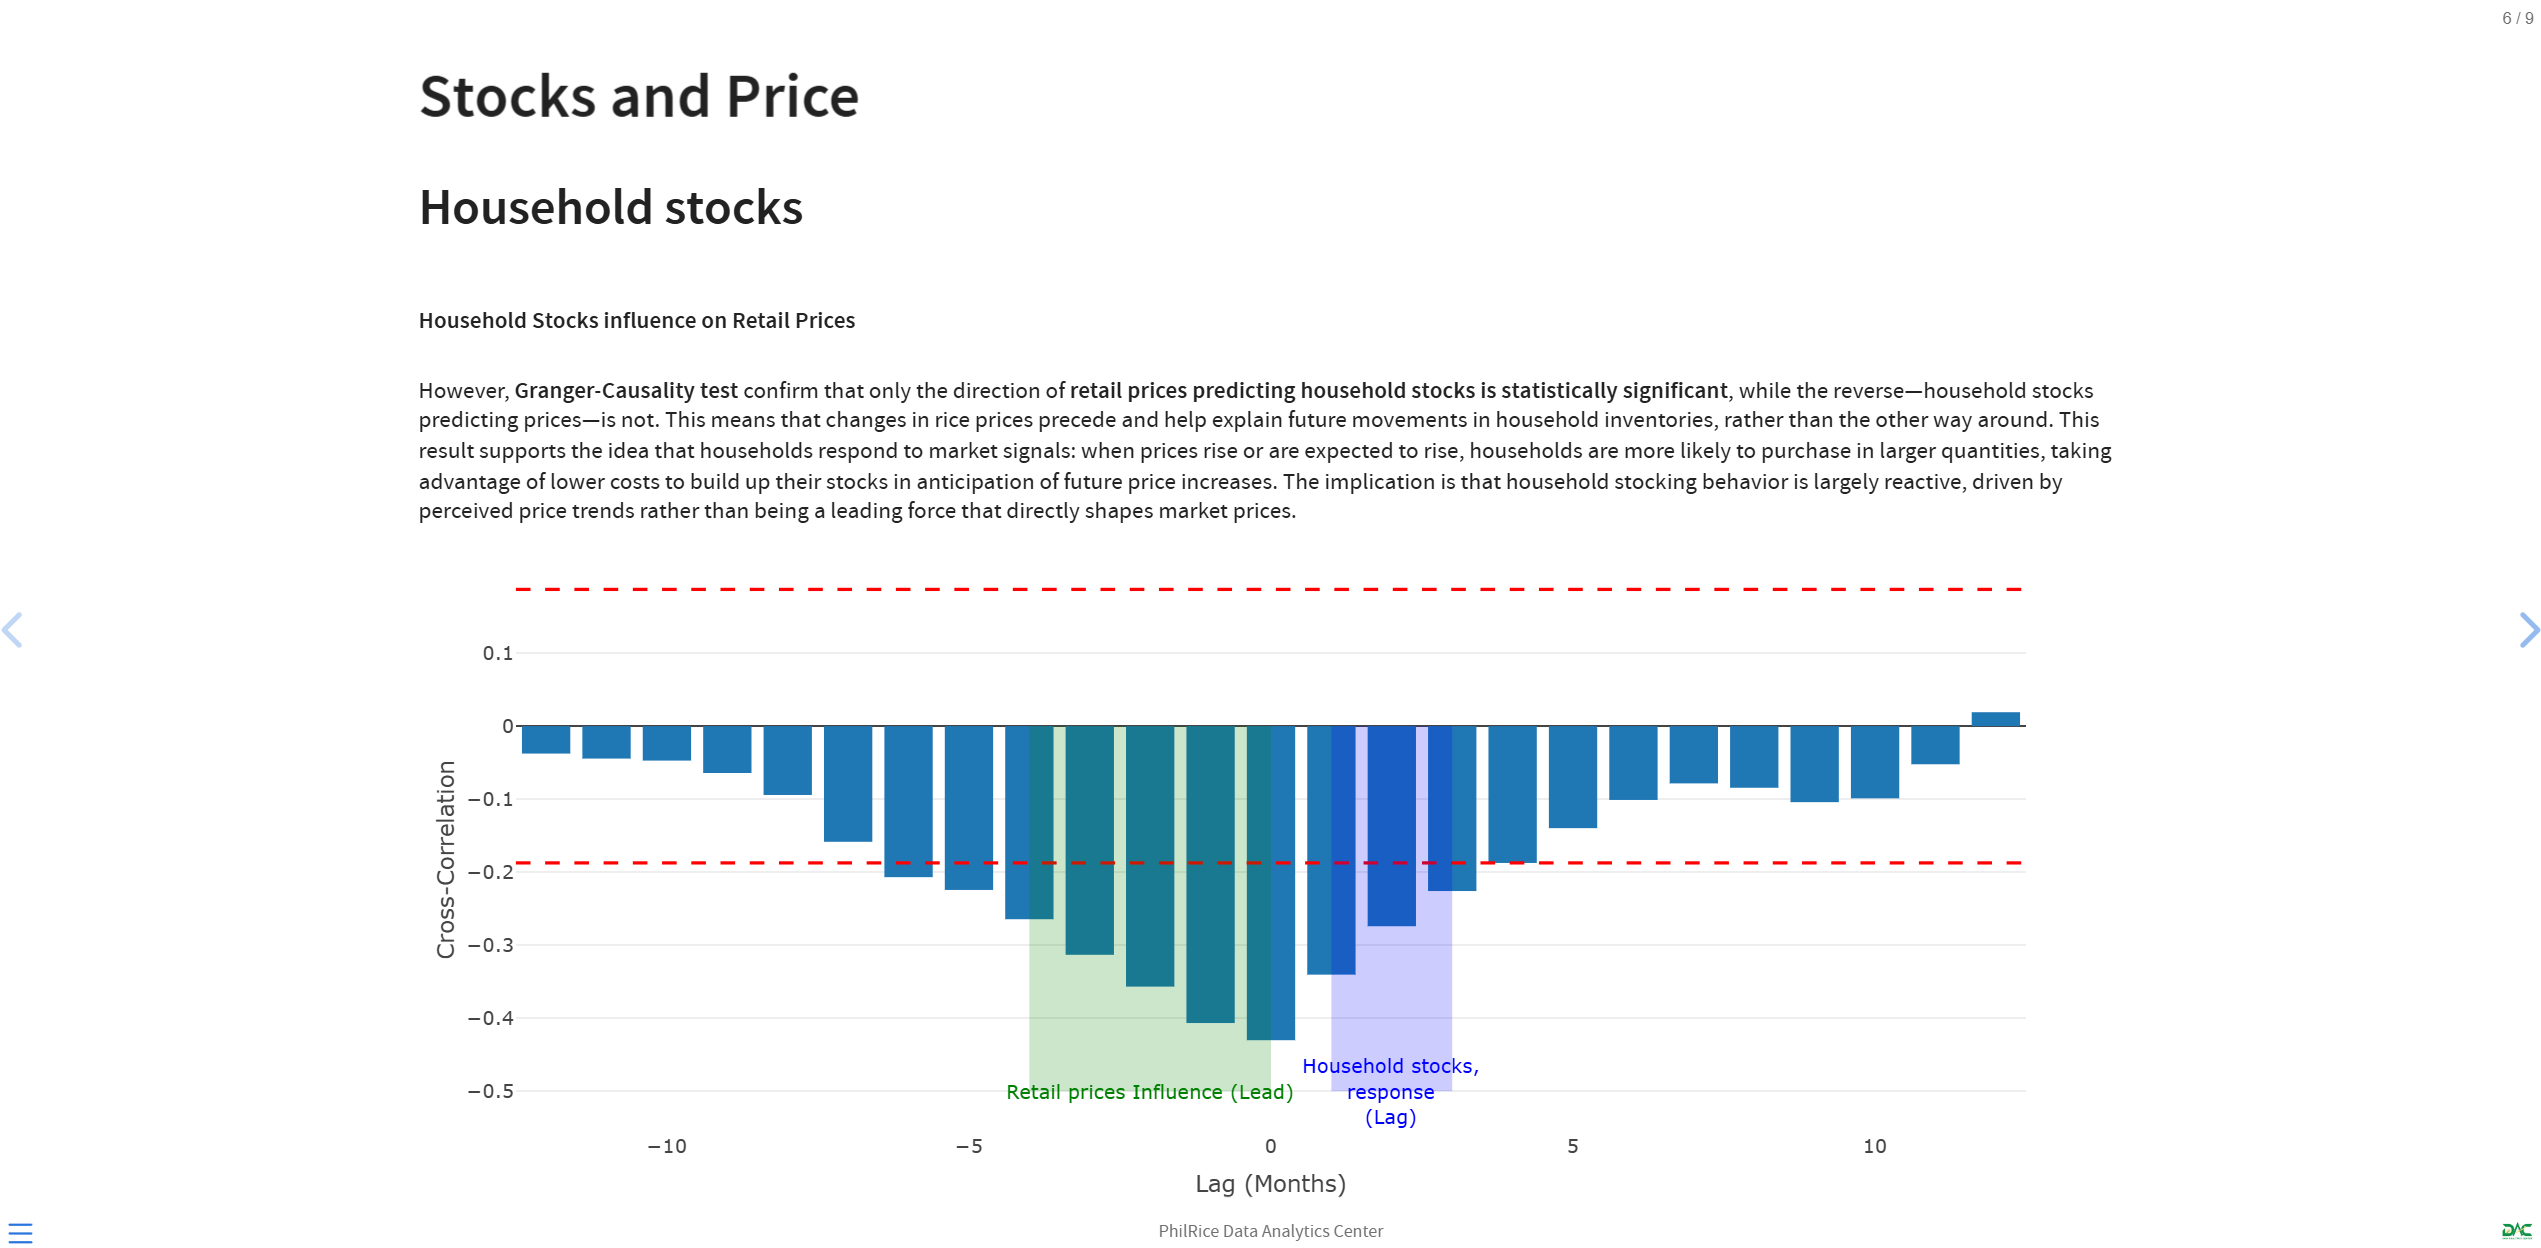 6 / 9
Stocks and Price
Household stocks
Household Stocks influence on Retail Prices
However, Granger-Causality test confirm that only the direction of retail prices predicting household stocks is statistically significant, while the reverse—household stocks
predicting prices—is not. This means that changes in rice prices precede and help explain future movements in household inventories, rather than the other way around. This
result supports the idea that households respond to market signals: when prices rise or are expected to rise, households are more likely to purchase in larger quantities, taking
advantage of lower costs to build up their stocks in anticipation of future price increases. The implication is that household stocking behavior is largely reactive, driven by
perceived price trends rather than being a leading force that directly shapes market prices.
0.1
0
−0.1
−0.2
−0.3
−0.4
−0.5
Cross-Correlation
Retail prices Influence (Lead)
Household stocks,
response
(Lag)
−10
−5
0
5
10
Lag (Months)
PhilRice Data Analytics Center
DAC